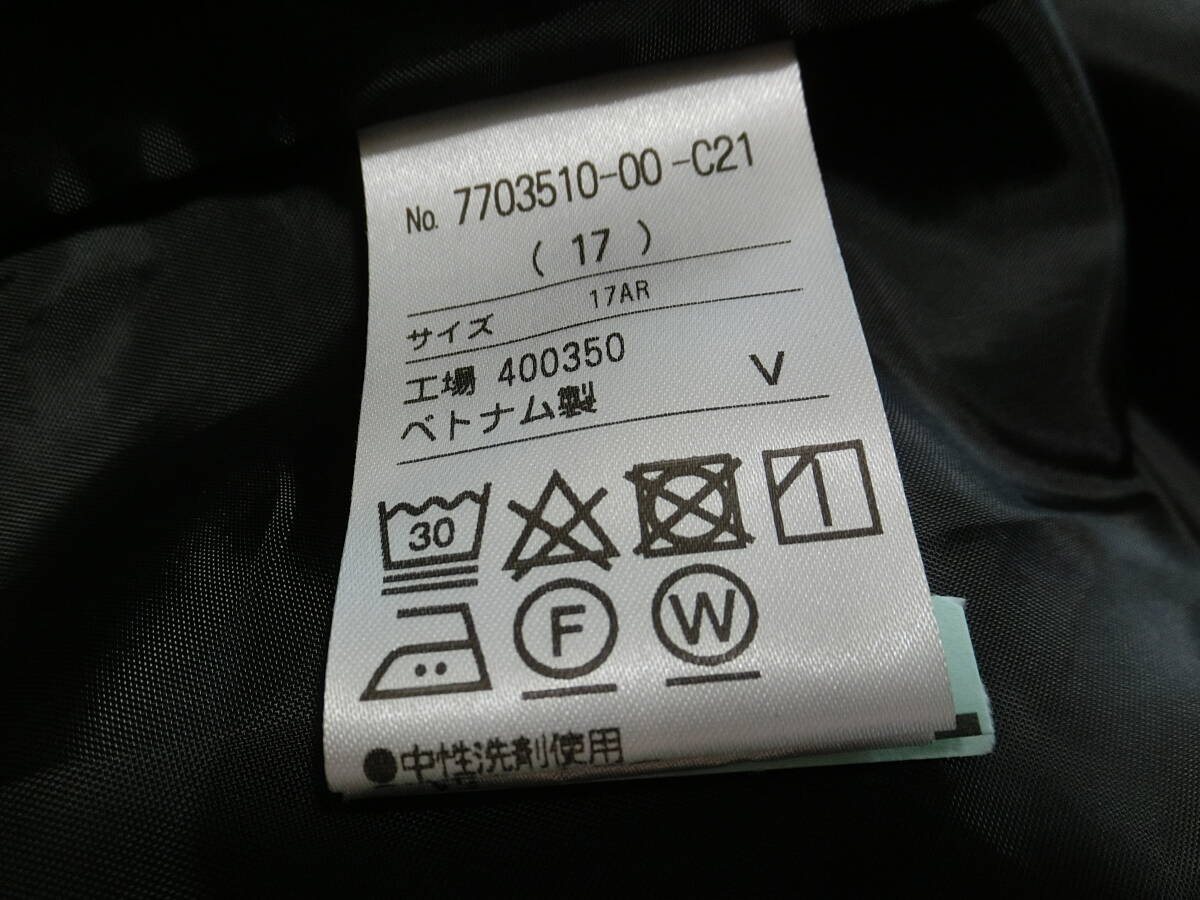 No. 7703510-00-C21
( 17 )
サイズ 17AR
工場 400350
ベトナム製 V
30
F W
●中性洗剤使用